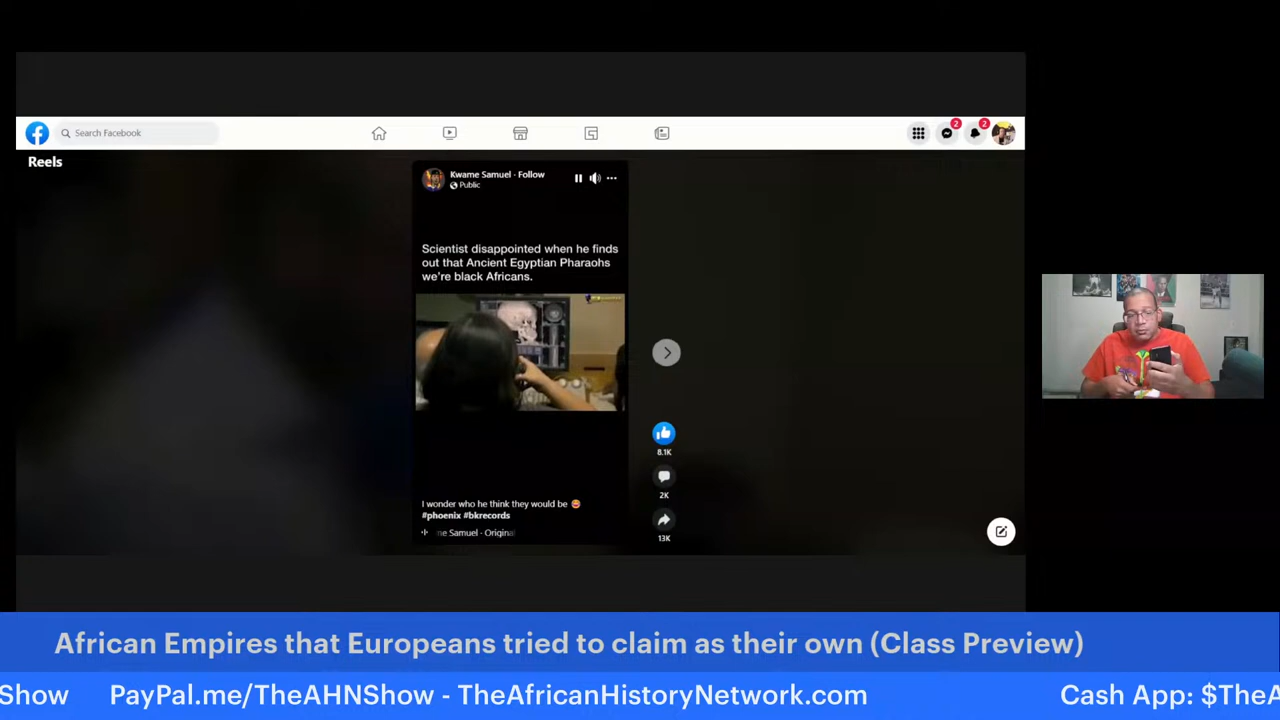 Search Facebook
2
2
Reels
Kwame Samuel · Follow
Public
Scientist disappointed when he finds
out that Ancient Egyptian Pharaohs
we're black Africans.
8.1K
2K
13K
I wonder who he think they would be
#phoenix #bkrecords
me Samuel - Original
African Empires that Europeans tried to claim as their own (Class Preview)
Show PayPal.me/TheAHNShow - TheAfricanHistoryNetwork.com Cash App: $TheA